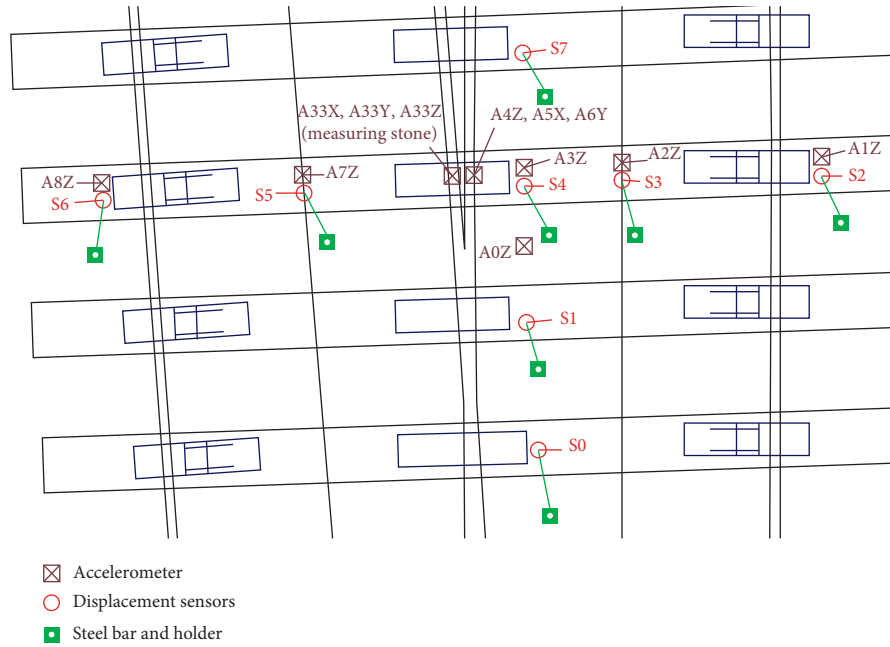 S7
A33X, A33Y, A33Z
(measuring stone)
A4Z, A5X, A6Y
A8Z
A7Z
A3Z
A2Z
A1Z
S6
S5
S4
S3
S2
A0Z
S1
S0
Accelerometer
Displacement sensors
Steel bar and holder